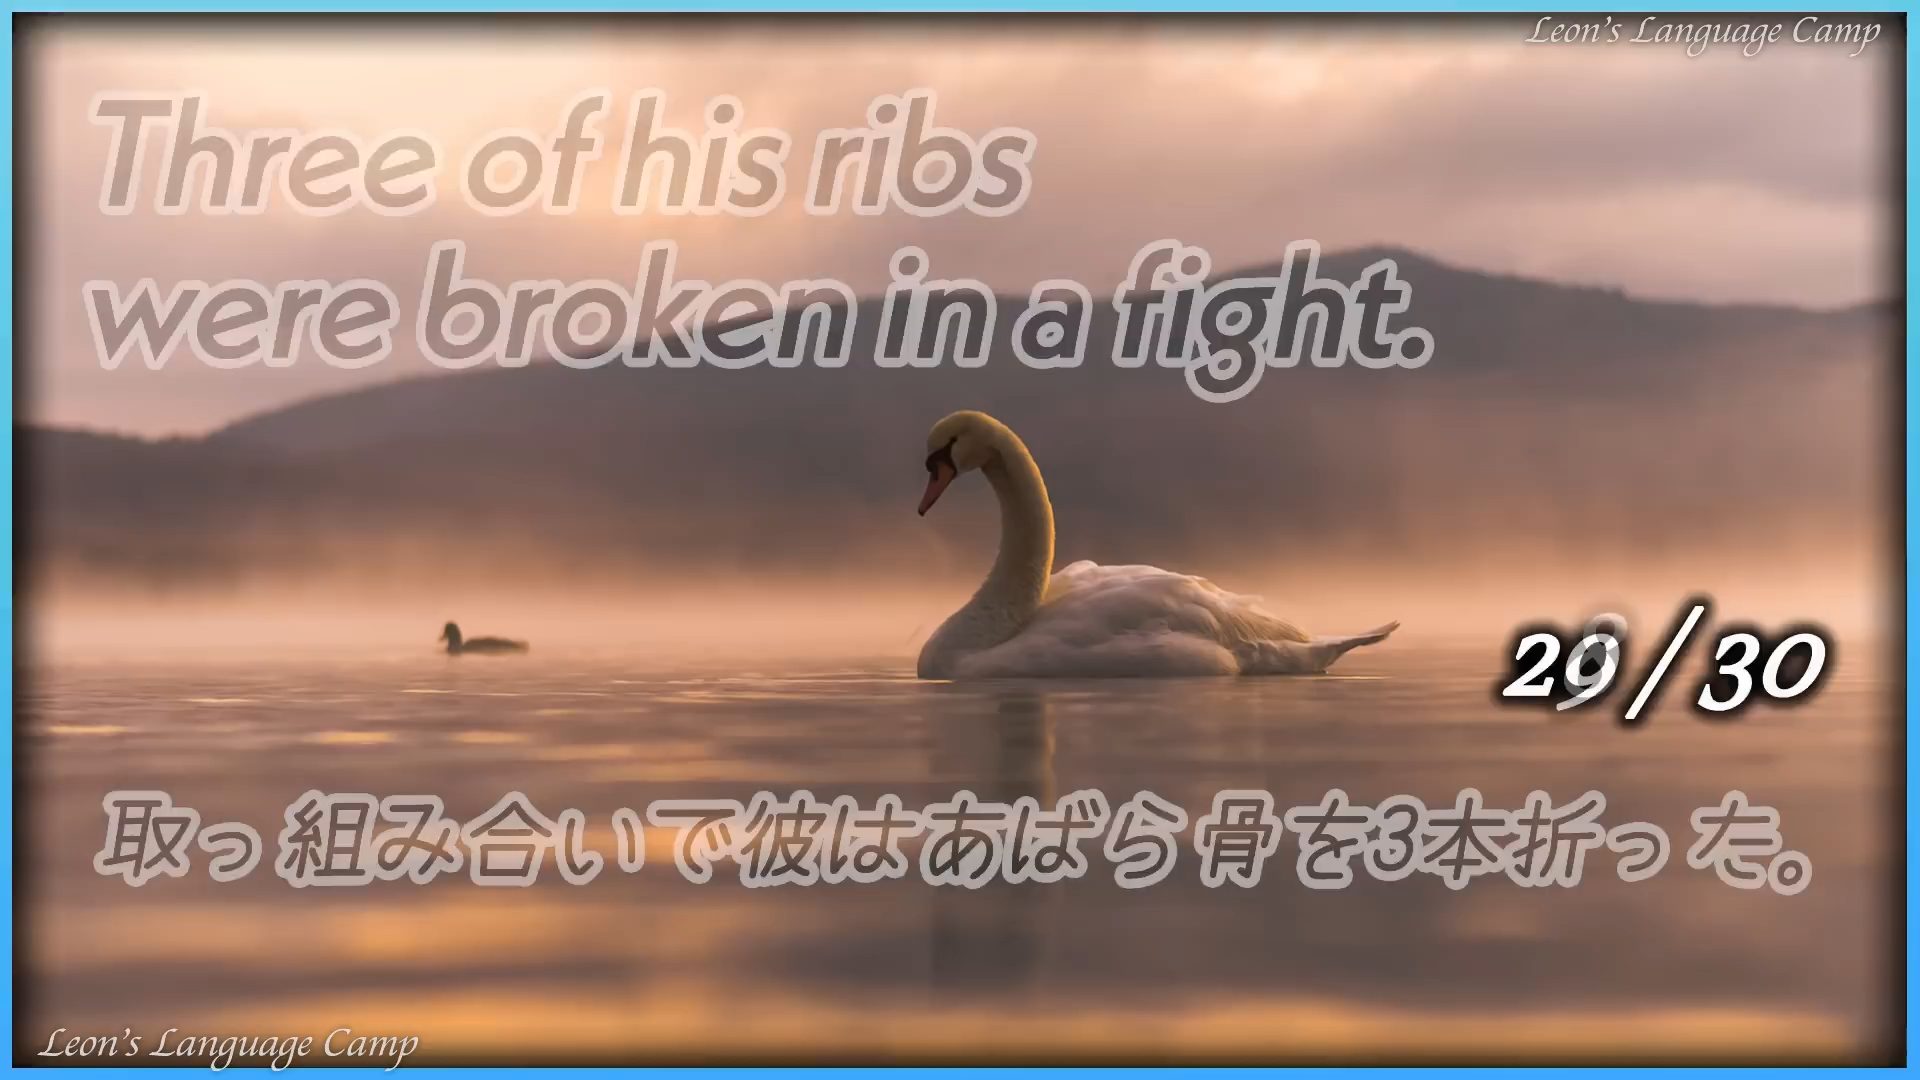 Leon's Language Camp
Three of his ribs
were broken in a fight.
/30
取っ組み合いで彼はあばら骨を3本折った。
Leon's Language Camp